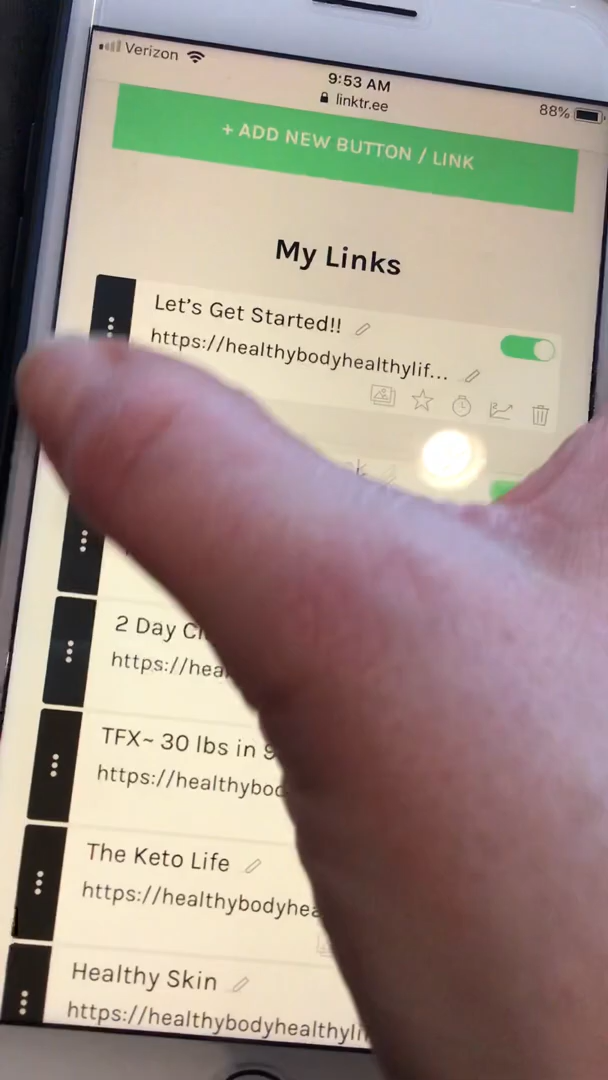 Verizon
9:53 AM
linktr.ee
88%
+ ADD NEW BUTTON / LINK
My Links
Let's Get Started!!
https://healthybodyhealthylif...
2 Day
https://hea
TFX~ 30 lbs in
https://healthybod
The Keto Life
https://healthybodyhea
Healthy Skin
https://healthybodyhealthyli